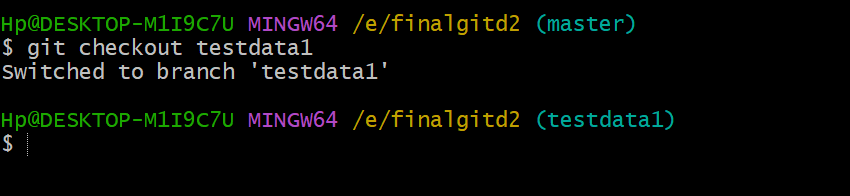 Hp@DESKTOP-M1I9C7U MINGW64 /e/finalgitd2 (master)
$ git checkout testdata1
Switched to branch 'testdata1'
Hp@DESKTOP-M1I9C7U MINGW64 /e/finalgitd2 (testdata1)
$